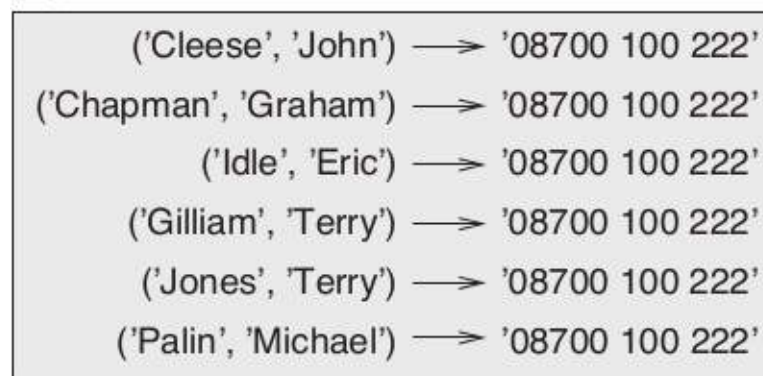 ('Cleese', 'John') → '08700 100 222'
('Chapman', 'Graham') → '08700 100 222'
('Idle', 'Eric') → '08700 100 222'
('Gilliam', 'Terry') → '08700 100 222'
('Jones', 'Terry') → '08700 100 222'
('Palin', 'Michael') → '08700 100 222'